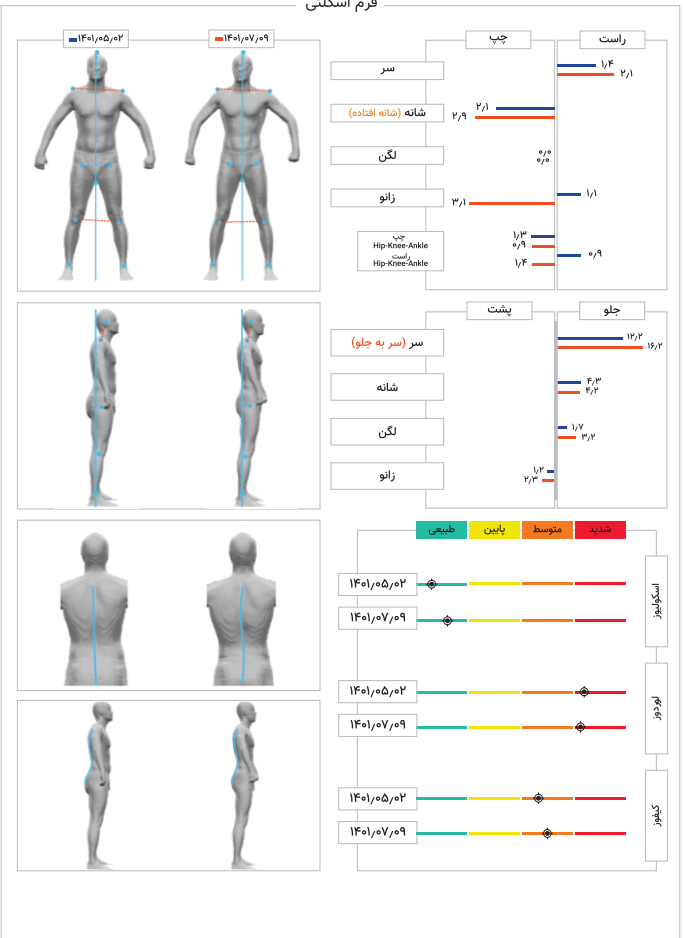 فرم اسکلتی
۱۴۰۱٫۰۵٫۰۲
۱۴۰۱٫۰۷٫۰۹
راست
چپ
سر
۱٫۴
۲٫۱
شانه (شانه افتاده)
۲٫۱
۲٫۹
لگن
۰٫۰
۰٫۰
زانو
۱٫۱
۳٫۱
چپ
Hip-Knee-Ankle
۱٫۳
۰٫۹
راست
Hip-Knee-Ankle
۰٫۹
۱٫۴
جلو
پشت
سر (سر به جلو)
۱۲٫۲
۱۶٫۲
شانه
۴٫۳
۴٫۲
لگن
۱٫۷
۳٫۲
زانو
۱٫۲
۲٫۳
شدید
متوسط
پایین
طبیعی
اسکولیوز
۱۴۰۱٫۰۵٫۰۲
۱۴۰۱٫۰۷٫۰۹
لوردوز
۱۴۰۱٫۰۵٫۰۲
۱۴۰۱٫۰۷٫۰۹
کیفوز
۱۴۰۱٫۰۵٫۰۲
۱۴۰۱٫۰۷٫۰۹